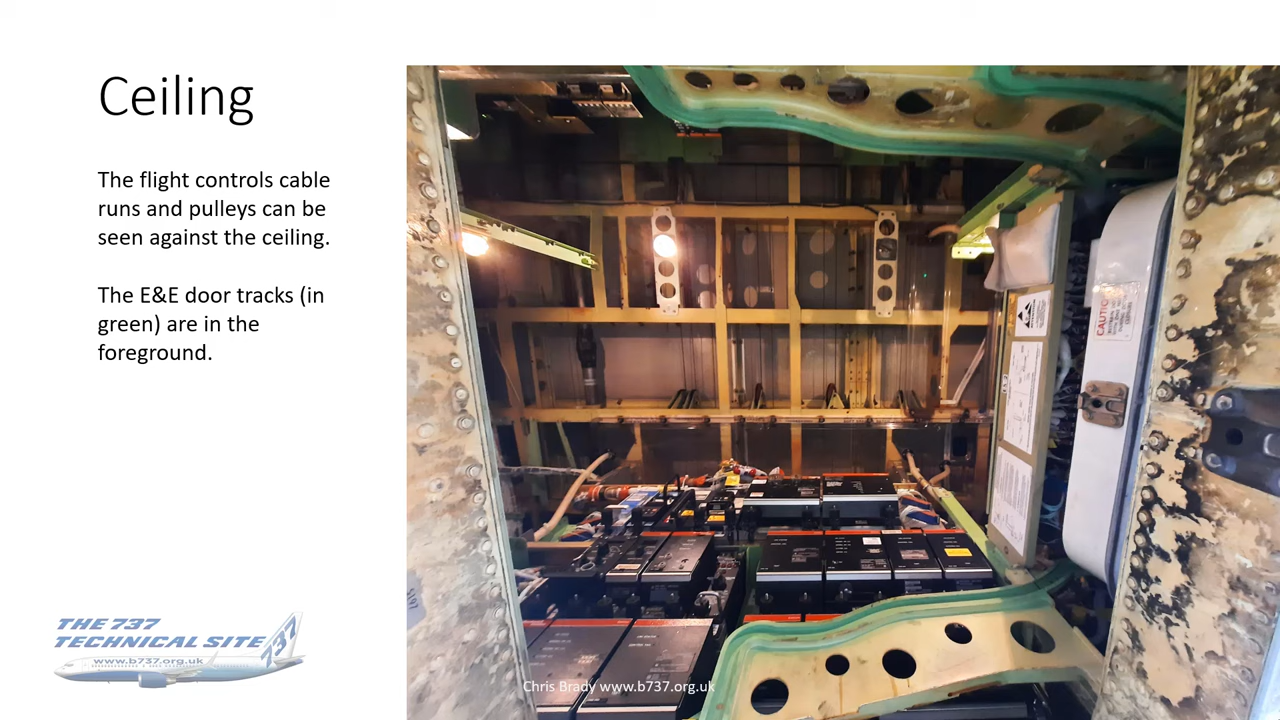 Ceiling
The flight controls cable
runs and pulleys can be
seen against the ceiling.
The E&E door tracks (in
green) are in the
foreground.
THE 737
TECHNICAL SITE
737
www.b737.org.uk
CAUTION
Chris Brady www.b737.org.uk